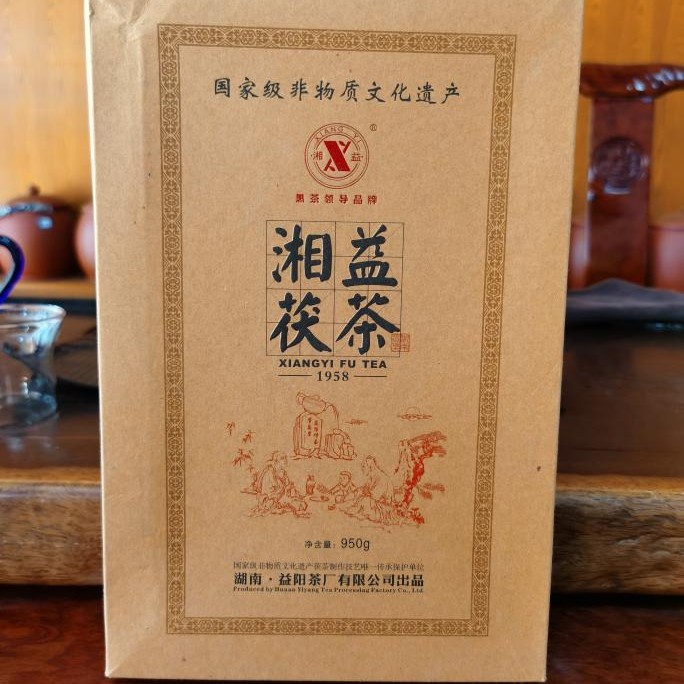 国家级非物质文化遗产
XIANG YI
®
湘 益
黑茶领导品牌
湘益
茯茶
XIANGYI FU TEA
1958
净含量：950g
国家级非物质文化遗产茯茶制作技艺唯一传承保护单位
湖南·益阳茶厂有限公司出品
Produced by Hunan Yiyang Tea Processing Factory Co., Ltd.